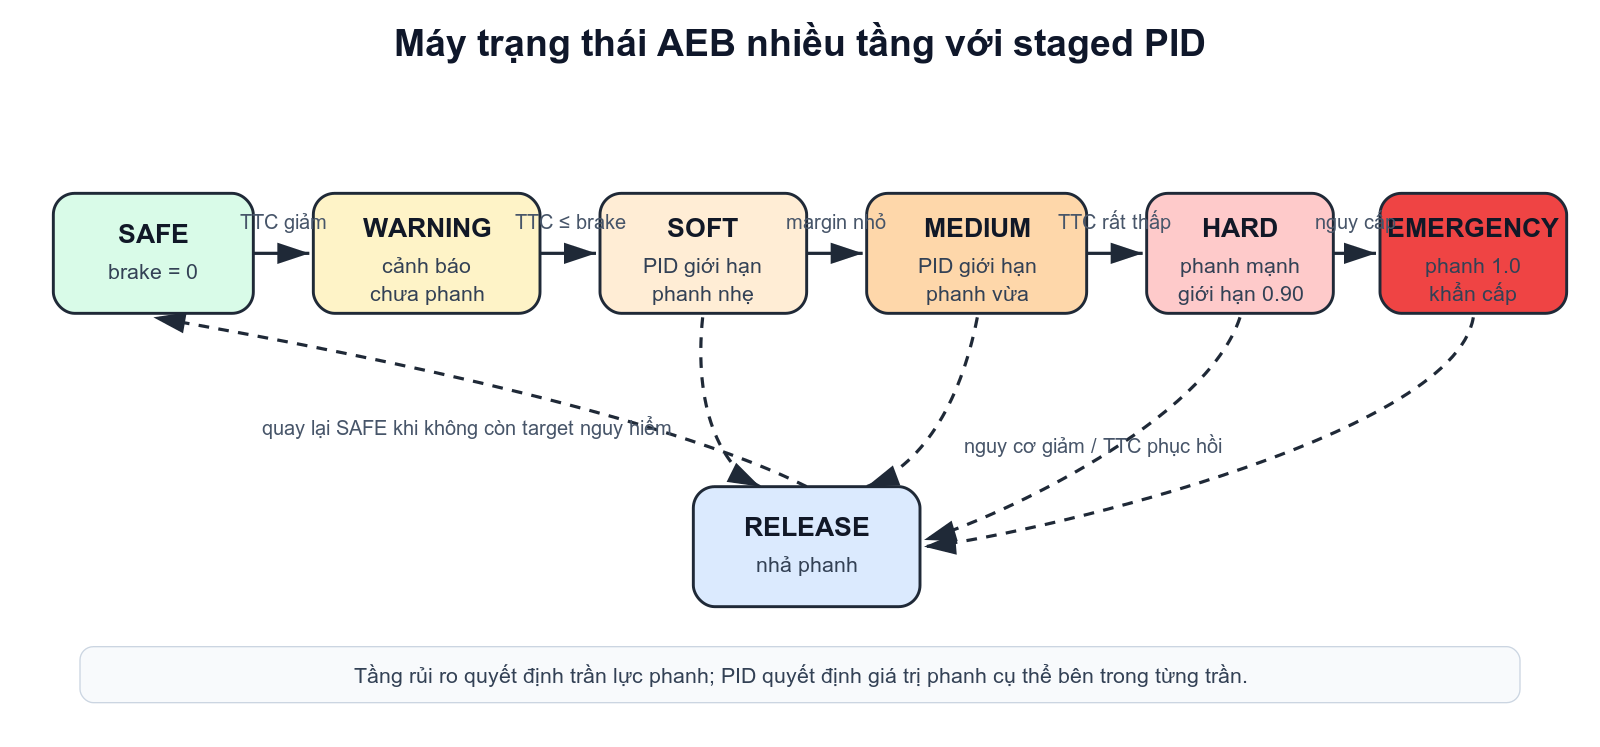 Máy trạng thái AEB nhiều tầng với staged PID
SAFE
brake = 0
TTC giảm
WARNING
cảnh báo
chưa phanh
TTC ≤ brake
SOFT
PID giới hạn
phanh nhẹ
margin nhỏ
MEDIUM
PID giới hạn
phanh vừa
TTC rất thấp
HARD
phanh mạnh
giới hạn 0.90
nguy cấp
EMERGENCY
phanh 1.0
khẩn cấp
quay lại SAFE khi không còn target nguy hiểm
nguy cơ giảm / TTC phục hồi
RELEASE
nhả phanh
Tầng rủi ro quyết định trần lực phanh; PID quyết định giá trị phanh cụ thể bên trong từng trần.